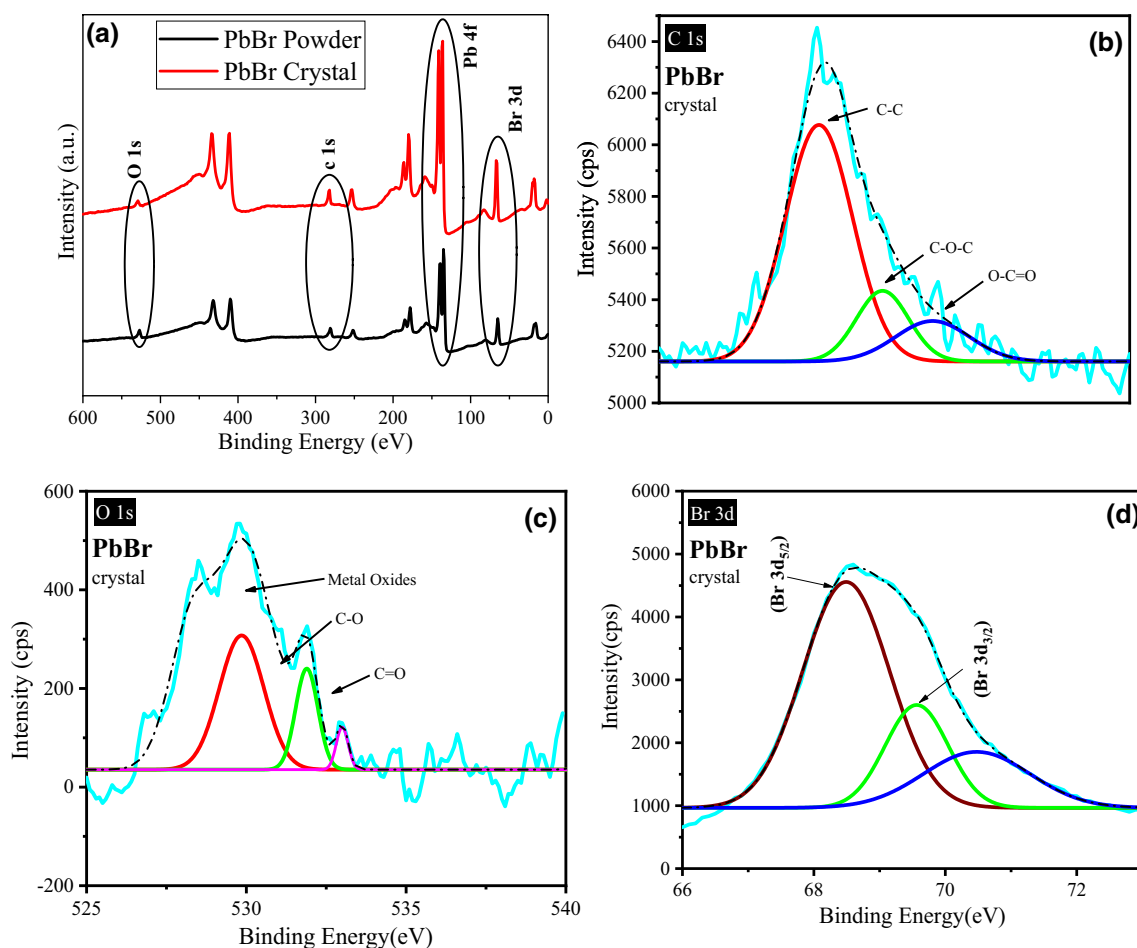 (a)
PbBr Powder
PbBr Crystal
O 1s
c 1s
Pb 4f
Br 3d
Intensity (a.u.)
600 500 400 300 200 100 0
Binding Energy (eV)
C 1s
(b)
PbBr
crystal
C-C
C-O-C
O-C=O
6400
6200
6000
5800
5600
5400
5200
5000
Intensity (cps)
O 1s
(c)
PbBr
crystal
Metal Oxides
C-O
C=O
600
400
200
0
-200
Intensity (cps)
525 530 535 540
Binding Energy(eV)
Br 3d
(d)
PbBr
crystal
(Br 3d5/2)
(Br 3d3/2)
6000
5000
4000
3000
2000
1000
0
Intensity(cps)
66 68 70 72
Binding Energy(eV)